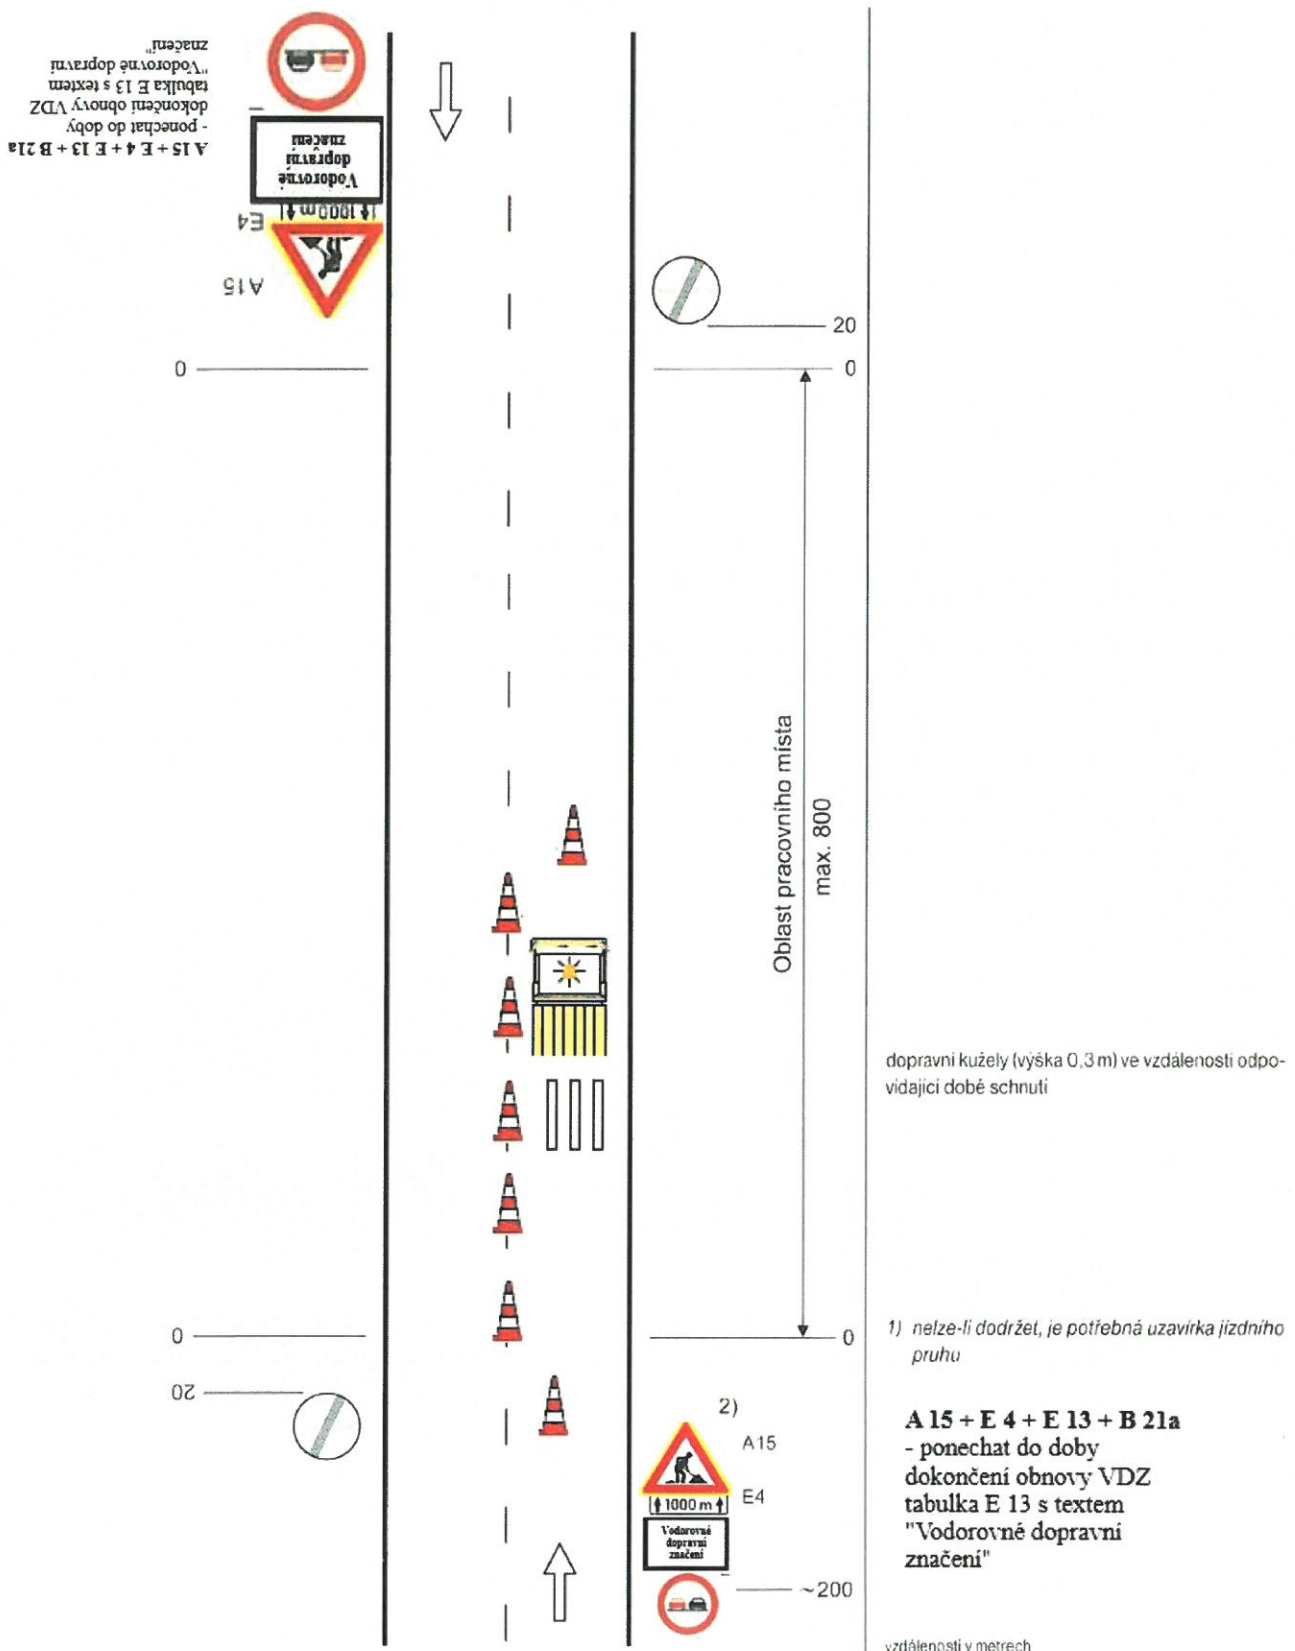 A 15 + E 4 + E 13 + B 21a
- ponechat do doby
dokončení obnovy VDZ
tabulka E 13 s textem
"Vodorovné dopravní
značení"
Vodorovné
dopravní
značení
1000 m
E4
A15
20
0
0
Oblast pracovního místa
max. 800
dopravní kužely (výška 0,3 m) ve vzdálenosti odpo-
vídající době schnutí
0
0
1) nelze-li dodržet, je potřebná uzavírka jízdního
pruhu
20
2)
A15
E4
1000 m
Vodorovné
dopravní
značení
~200
A 15 + E 4 + E 13 + B 21a
- ponechat do doby
dokončení obnovy VDZ
tabulka E 13 s textem
"Vodorovné dopravní
značení"
vzdálenosti v metrech